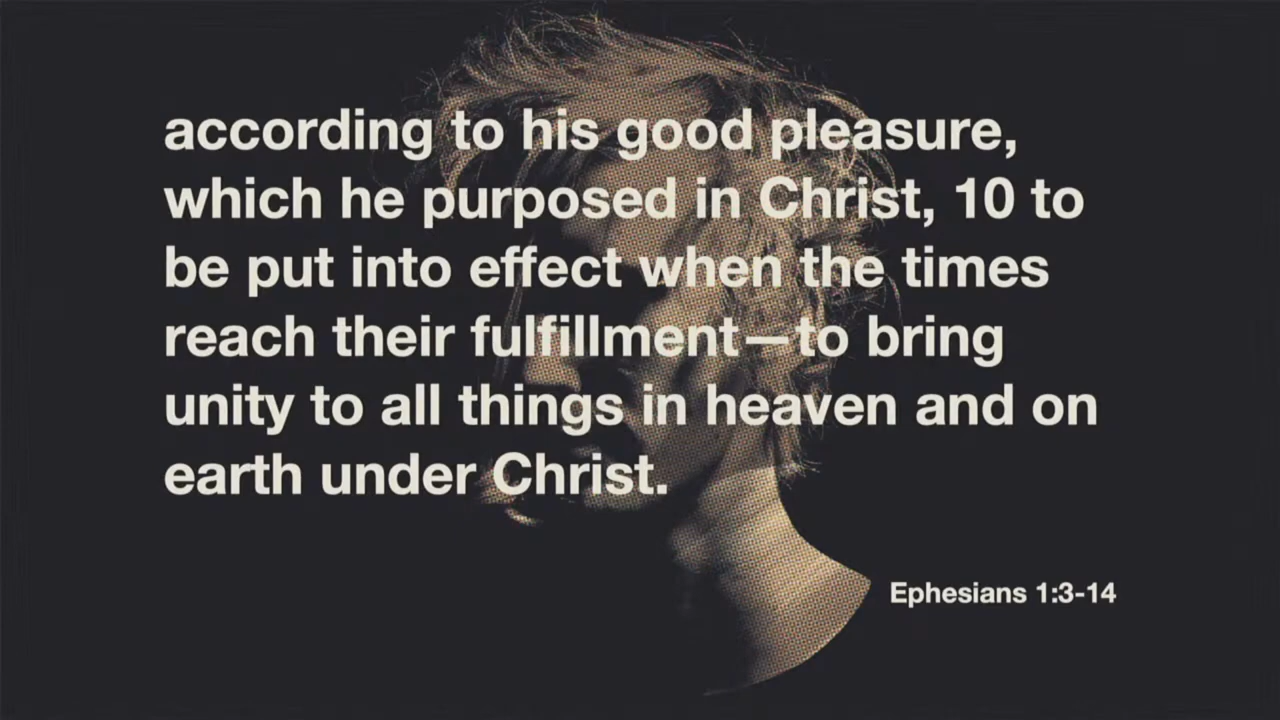 according to his good pleasure,
which he purposed in Christ, 10 to
be put into effect when the times
reach their fulfillment—to bring
unity to all things in heaven and on
earth under Christ.
Ephesians 1:3-14